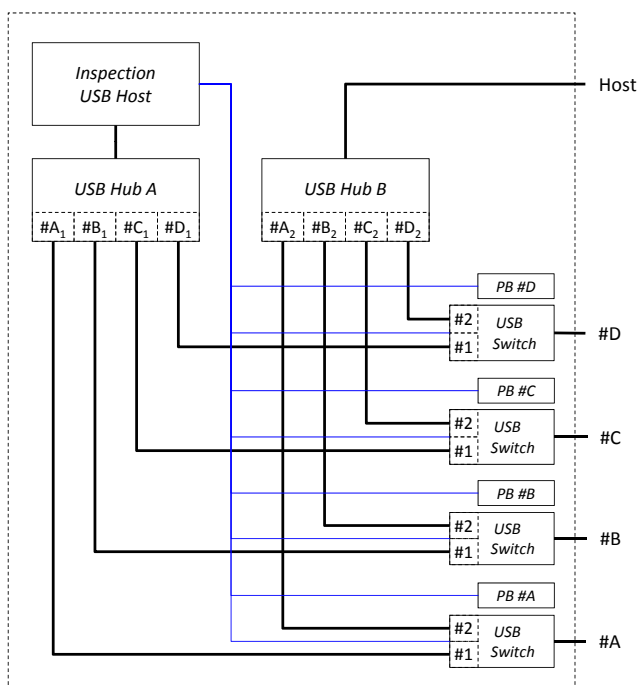 Inspection
USB Host
Host
USB Hub A
USB Hub B
#A₁ #B₁ #C₁ #D₁
#A₂ #B₂ #C₂ #D₂
PB #D
#2 USB
#1 Switch
#D
PB #C
#2 USB
#1 Switch
#C
PB #B
#2 USB
#1 Switch
#B
PB #A
#2 USB
#1 Switch
#A